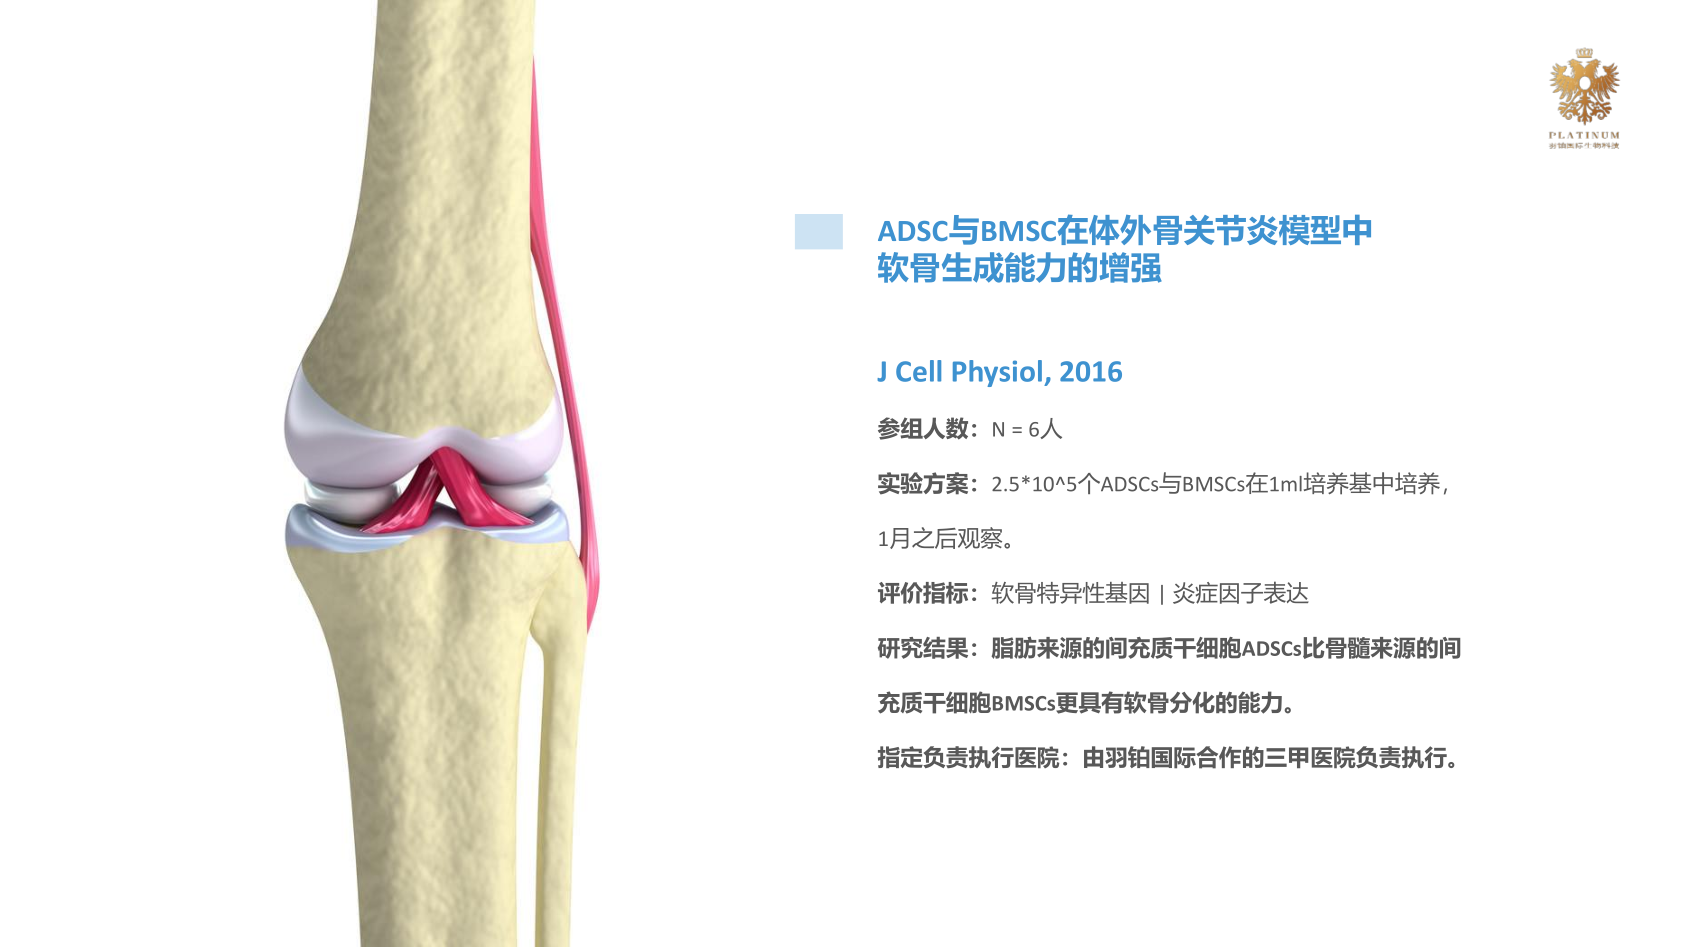 PLATINUM
羽铂国际生物科技
ADSC与BMSC在体外骨关节炎模型中
软骨生成能力的增强
J Cell Physiol, 2016
参组人数：N = 6人
实验方案：2.5*10^5个ADSCs与BMSCs在1ml培养基中培养，
1月之后观察。
评价指标：软骨特异性基因 | 炎症因子表达
研究结果：脂肪来源的间充质干细胞ADSCs比骨髓来源的间
充质干细胞BMSCs更具有软骨分化的能力。
指定负责执行医院：由羽铂国际合作的三甲医院负责执行。